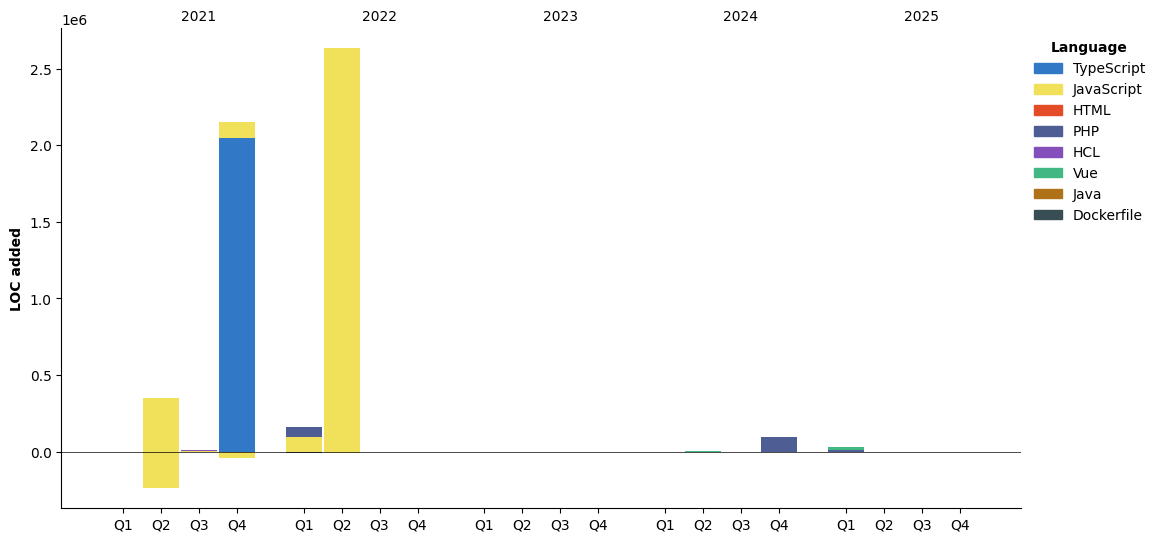 2021 2022 2023 2024 2025
1e6
Language
TypeScript
JavaScript
HTML
PHP
HCL
Vue
Java
Dockerfile
LOC added
2.5
2.0
1.5
1.0
0.5
0.0
Q1 Q2 Q3 Q4 Q1 Q2 Q3 Q4 Q1 Q2 Q3 Q4 Q1 Q2 Q3 Q4 Q1 Q2 Q3 Q4